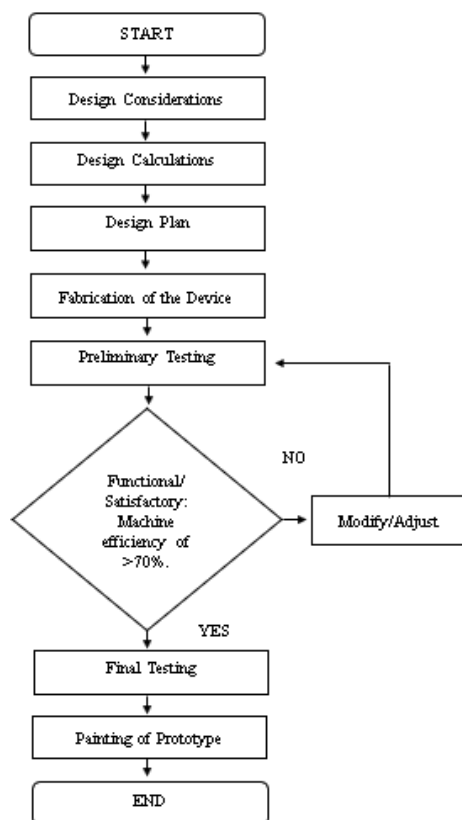 START
Design Considerations
Design Calculations
Design Plan
Fabrication of the Device
Preliminary Testing
Functional/
Satisfactory:
Machine
efficiency of
>70%.
NO
Modify/Adjust
YES
Final Testing
Painting of Prototype
END